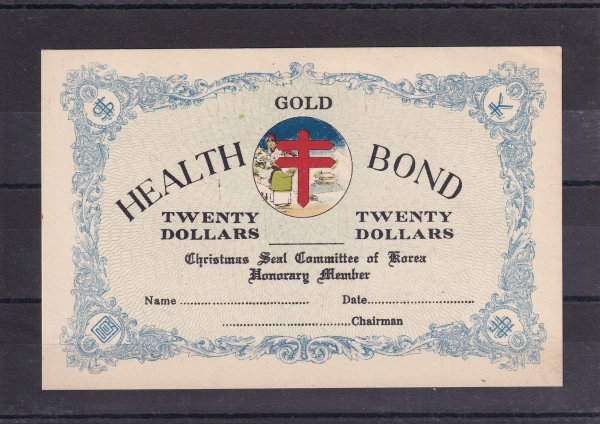 GOLD
HEALTH BOND
TWENTY DOLLARS TWENTY DOLLARS
Christmas Seal Committee of Korea
Honorary Member
Name Date
Chairman
K